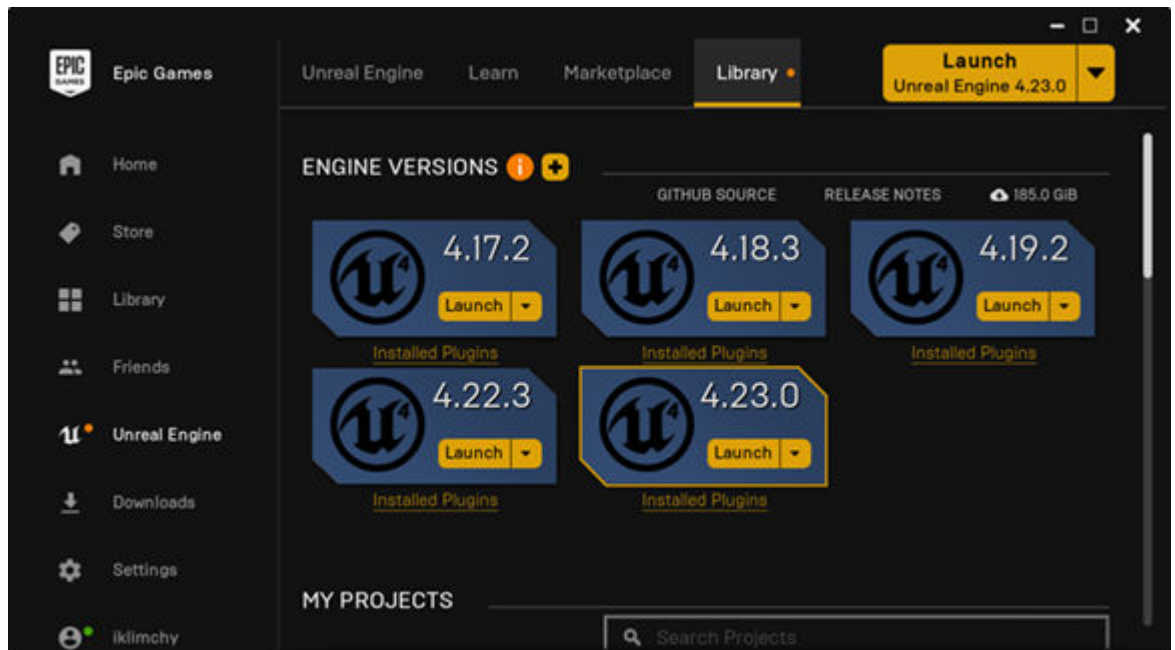 EPIC GAMES
Epic Games
Home
Store
Library
Friends
Unreal Engine
Downloads
Settings
iklimchy
Unreal Engine Learn Marketplace Library
Launch
Unreal Engine 4.23.0
ENGINE VERSIONS
GITHUB SOURCE RELEASE NOTES 185.0 GiB
4.17.2 4.18.3 4.19.2
Launch Launch Launch
Installed Plugins Installed Plugins Installed Plugins
4.22.3 4.23.0
Launch Launch
Installed Plugins Installed Plugins
MY PROJECTS
Search Projects